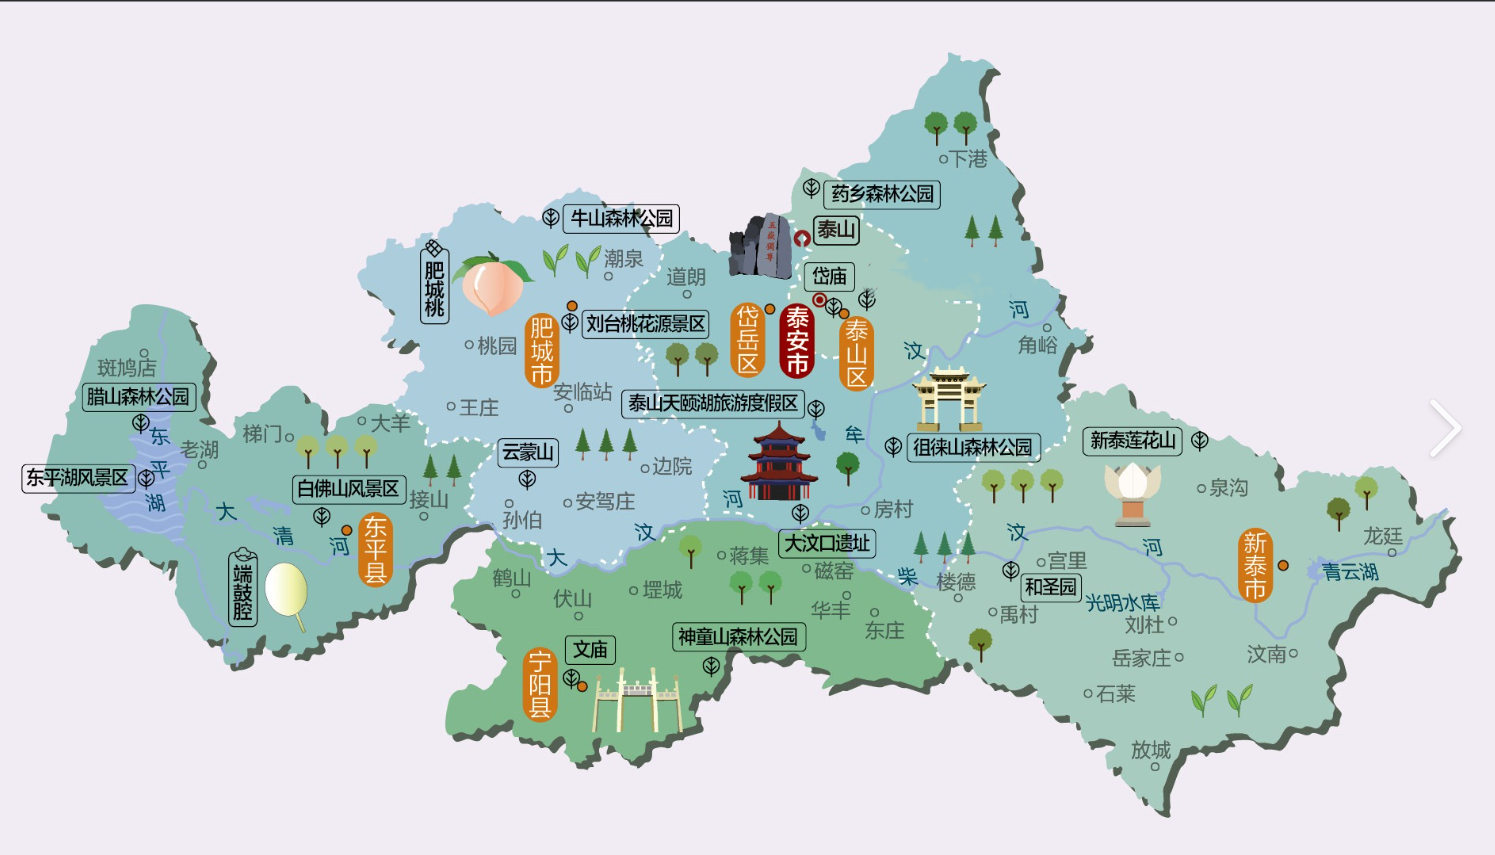 下港
药乡森林公园
牛山森林公园
泰山
五岳独尊
潮泉
道朗
岱庙
肥城桃
刘台桃花源景区
肥城市
岱岳区
泰安市
泰山区
河
角峪
汶
桃园
斑鸠店
腊山森林公园
安临站
王庄
泰山天颐湖旅游度假区
大羊
梯门
老湖
东平湖
牟
徂徕山森林公园
新泰莲花山
云蒙山
边院
东平湖风景区
白佛山风景区
接山
安驾庄
孙伯
河
房村
泉沟
大
清
河
东平县
汶
大
大汶口遗址
蒋集
磁窑
柴
汶
河
宫里
新泰市
龙廷
青云湖
端鼓腔
鹤山
伏山
堽城
华丰
东庄
楼德
和圣园
禹村
光明水库
刘杜
文庙
神童山森林公园
岳家庄
汶南
宁阳县
石莱
放城